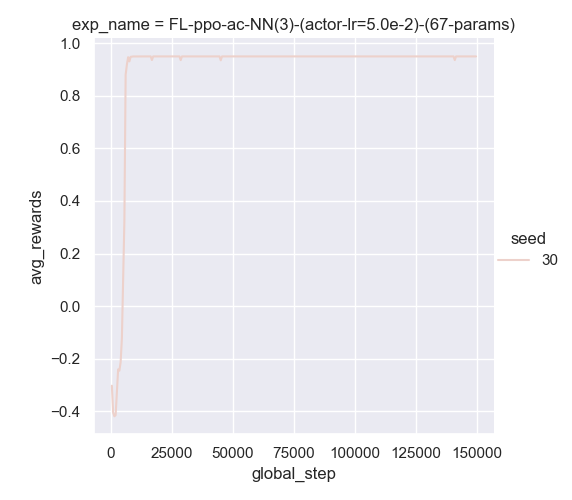 exp_name = FL-ppo-ac-NN(3)-(actor-lr=5.0e-2)-(67-params)
1.0
0.8
0.6
0.4
0.2
0.0
−0.2
−0.4
avg_rewards
0 25000 50000 75000 100000 125000 150000
global_step
seed
30